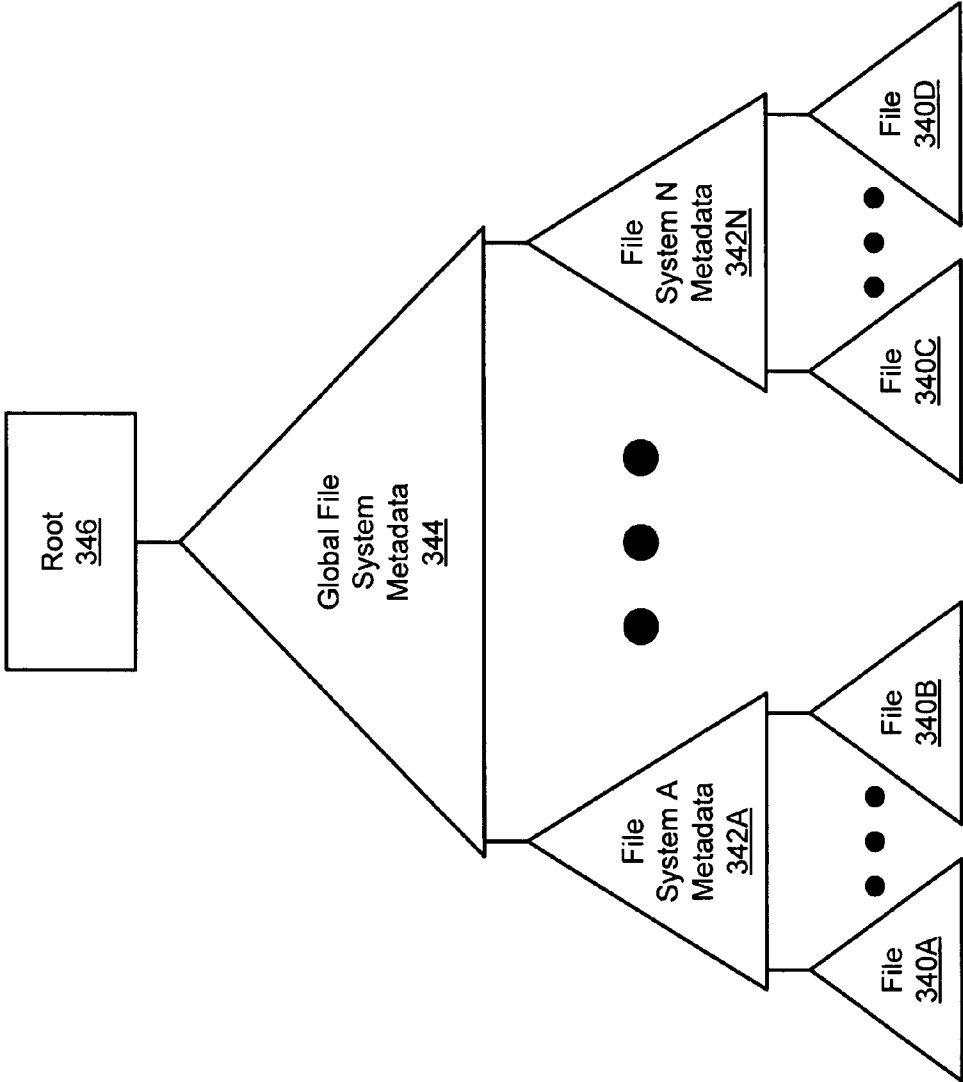 Root
346
Global File
System
Metadata
344
File
System A
Metadata
342A
File
System N
Metadata
342N
File
340A
File
340B
File
340C
File
340D